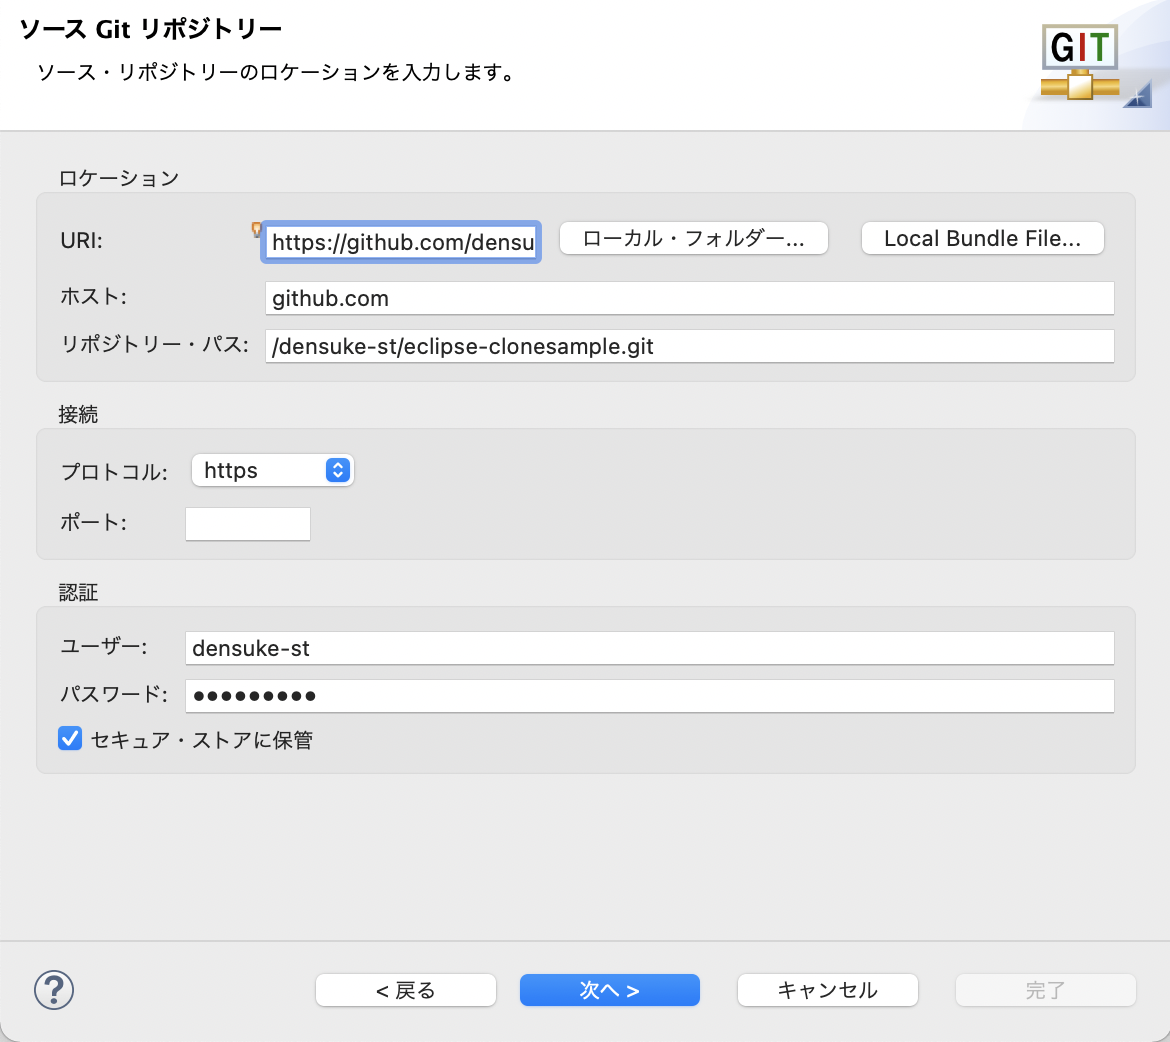 ソース Git リポジトリー
ソース・リポジトリーのロケーションを入力します。
GIT
ロケーション
URI: https://github.com/densu ローカル・フォルダー... Local Bundle File...
ホスト: github.com
リポジトリー・パス: /densuke-st/eclipse-clonesample.git
接続
プロトコル: https
ポート:
認証
ユーザー: densuke-st
パスワード: ●●●●●●●●●
セキュア・ストアに保管
? < 戻る 次へ > キャンセル 完了